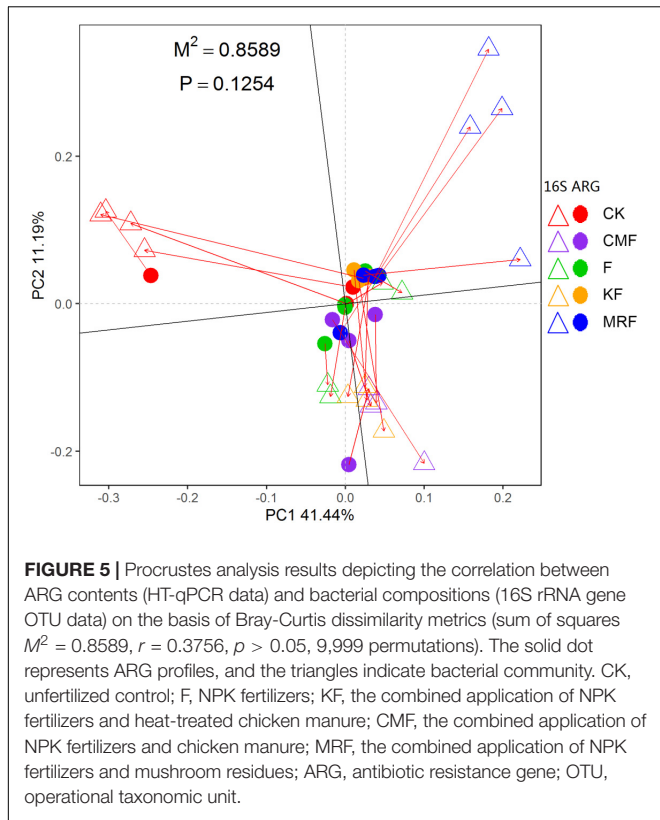 M² = 0.8589
P = 0.1254
0.2
0.0
-0.2
PC2 11.19%
-0.3
-0.2
-0.1
0.0
0.1
0.2
PC1 41.44%
16S ARG
CK
CMF
F
KF
MRF
FIGURE 5 | Procrustes analysis results depicting the correlation between
ARG contents (HT-qPCR data) and bacterial compositions (16S rRNA gene
OTU data) on the basis of Bray-Curtis dissimilarity metrics (sum of squares
M² = 0.8589, r = 0.3756, p > 0.05, 9,999 permutations). The solid dot
represents ARG profiles, and the triangles indicate bacterial community. CK,
unfertilized control; F, NPK fertilizers; KF, the combined application of NPK
fertilizers and heat-treated chicken manure; CMF, the combined application of
NPK fertilizers and chicken manure; MRF, the combined application of NPK
fertilizers and mushroom residues; ARG, antibiotic resistance gene; OTU,
operational taxonomic unit.